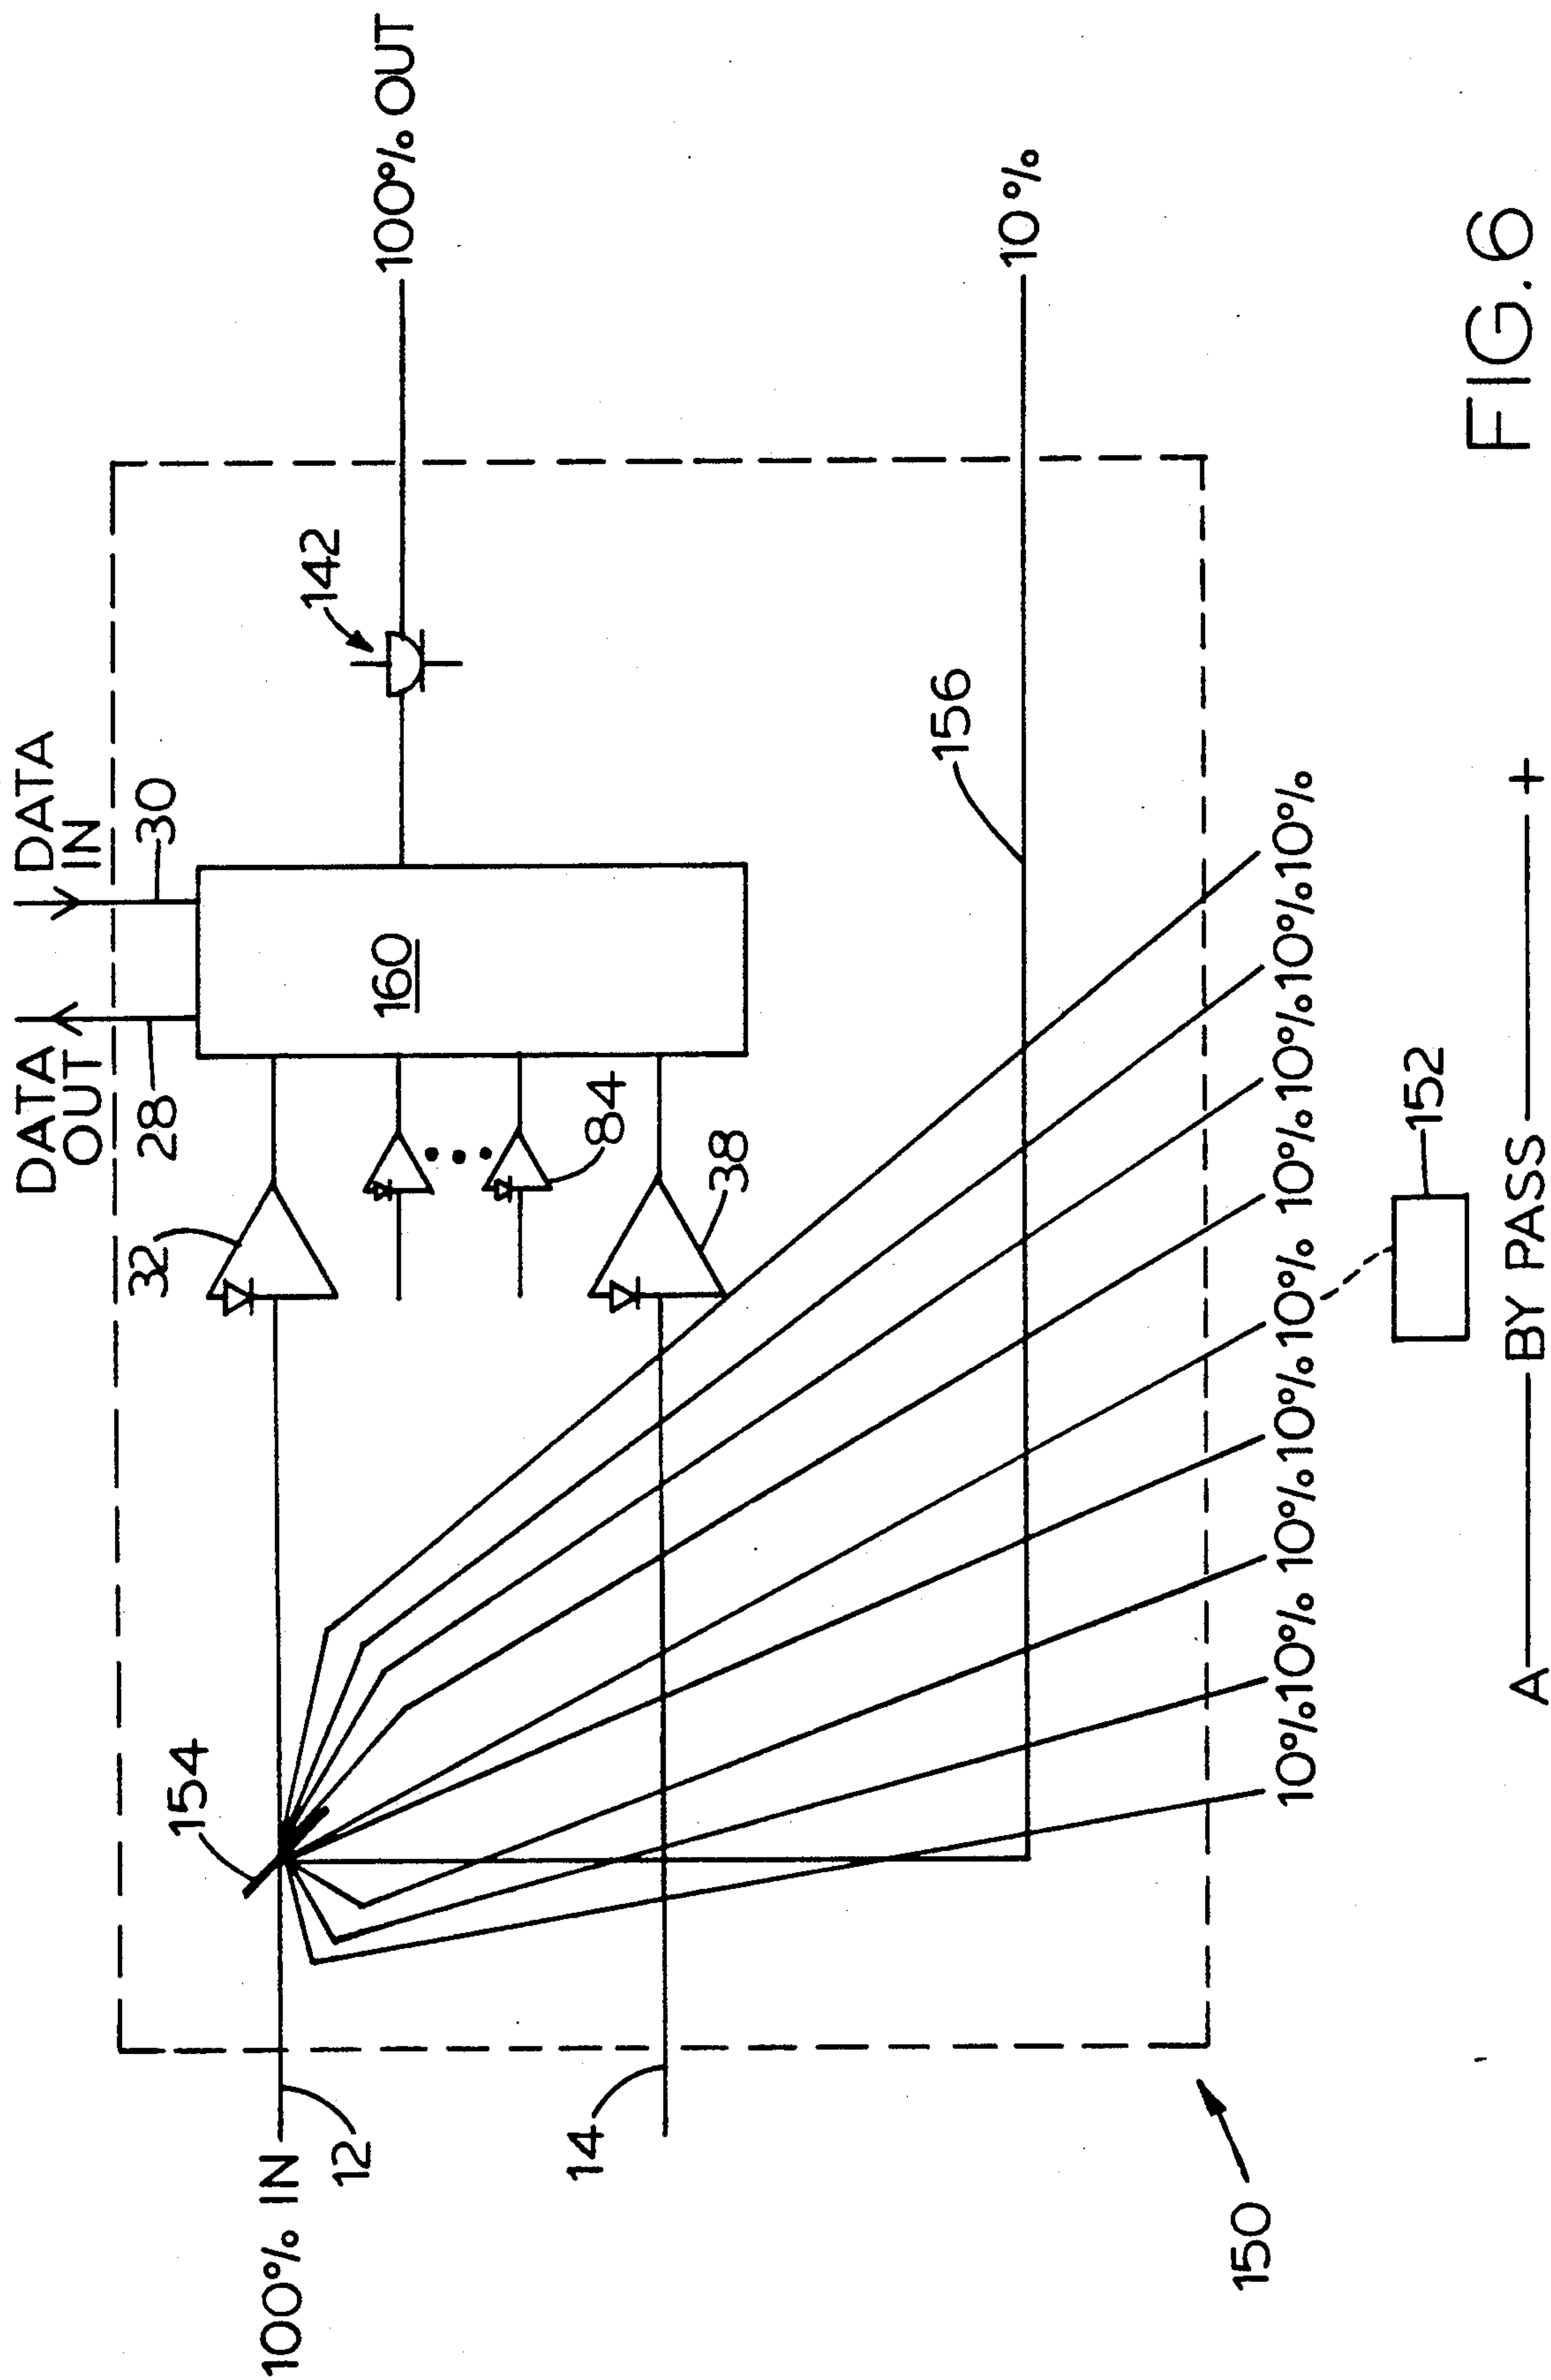 DATA
OUT
DATA
IN
28
30
32
84
38
160
142
100% OUT
154
100% IN
12
14
156
10%
150
10% 10% 10% 10% 10% 10% 10% 10% 10%
152
A BY PASS +
FIG. 6